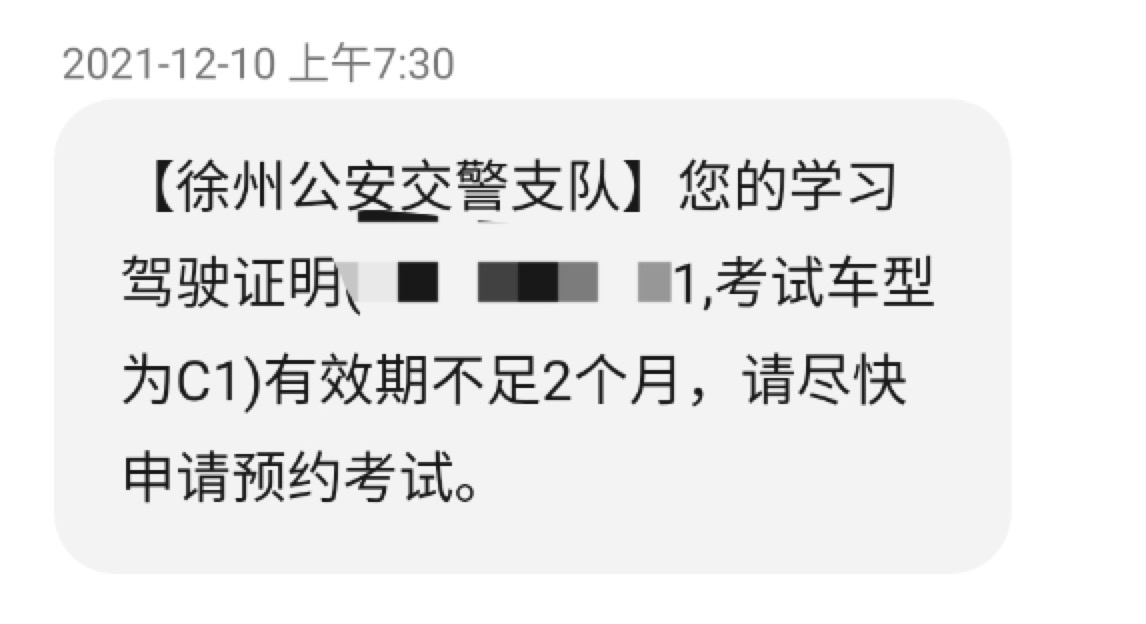 2021-12-10 上午7:30
【徐州公安交警支队】您的学习
驾驶证明(1,考试车型
为C1)有效期不足2个月，请尽快
申请预约考试。